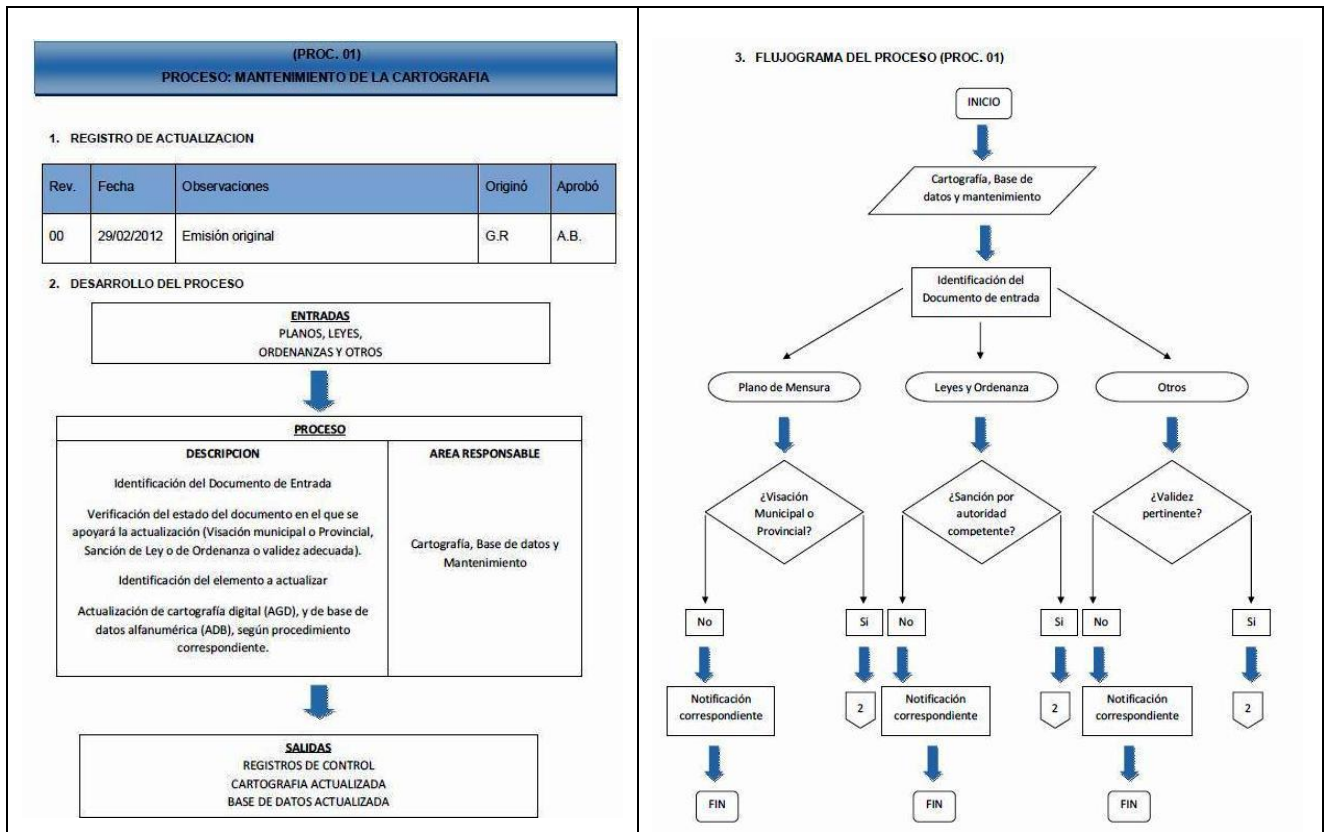 (PROC. 01)
PROCESO: MANTENIMIENTO DE LA CARTOGRAFIA
1. REGISTRO DE ACTUALIZACION
Rev. Fecha Observaciones Originó Aprobó
00 29/02/2012 Emisión original G.R A.B.
2. DESARROLLO DEL PROCESO
ENTRADAS
PLANOS, LEYES,
ORDENANZAS Y OTROS
PROCESO
DESCRIPCION
Identificación del Documento de Entrada
Verificación del estado del documento en el que se
apoyará la actualización (Visación municipal o Provincial,
Sanción de Ley o de Ordenanza o validez adecuada).
Identificación del elemento a actualizar
Actualización de cartografía digital (AGD), y de base de
datos alfanumérica (ADB), según procedimiento
correspondiente.
AREA RESPONSABLE
Cartografía, Base de datos y
Mantenimiento
SALIDAS
REGISTROS DE CONTROL
CARTOGRAFIA ACTUALIZADA
BASE DE DATOS ACTUALIZADA
3. FLUJOGRAMA DEL PROCESO (PROC. 01)
INICIO
Cartografía, Base de
datos y mantenimiento
Identificación del
Documento de entrada
Plano de Mensura
Leyes y Ordenanza
Otros
¿Visación
Municipal o
Provincial?
¿Sanción por
autoridad
competente?
¿Validez
pertinente?
No
Si
No
Si
No
Si
Notificación
correspondiente
2
Notificación
correspondiente
2
Notificación
correspondiente
2
FIN
FIN
FIN